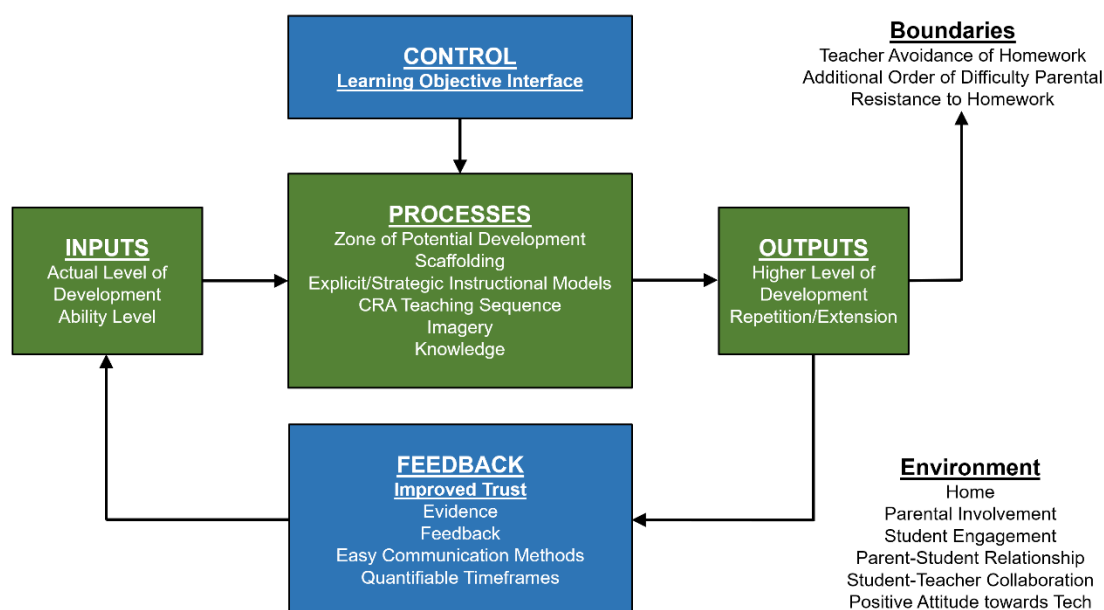 CONTROL
Learning Objective Interface
Boundaries
Teacher Avoidance of Homework
Additional Order of Difficulty Parental
Resistance to Homework
INPUTS
Actual Level of
Development
Ability Level
PROCESSES
Zone of Potential Development
Scaffolding
Explicit/Strategic Instructional Models
CRA Teaching Sequence
Imagery
Knowledge
OUTPUTS
Higher Level of
Development
Repetition/Extension
FEEDBACK
Improved Trust
Evidence
Feedback
Easy Communication Methods
Quantifiable Timeframes
Environment
Home
Parental Involvement
Student Engagement
Parent-Student Relationship
Student-Teacher Collaboration
Positive Attitude towards Tech